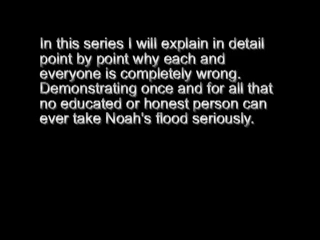 In this series I will explain in detail
point by point why each and
everyone is completely wrong.
Demonstrating once and for all that
no educated or honest person can
ever take Noah's flood seriously.